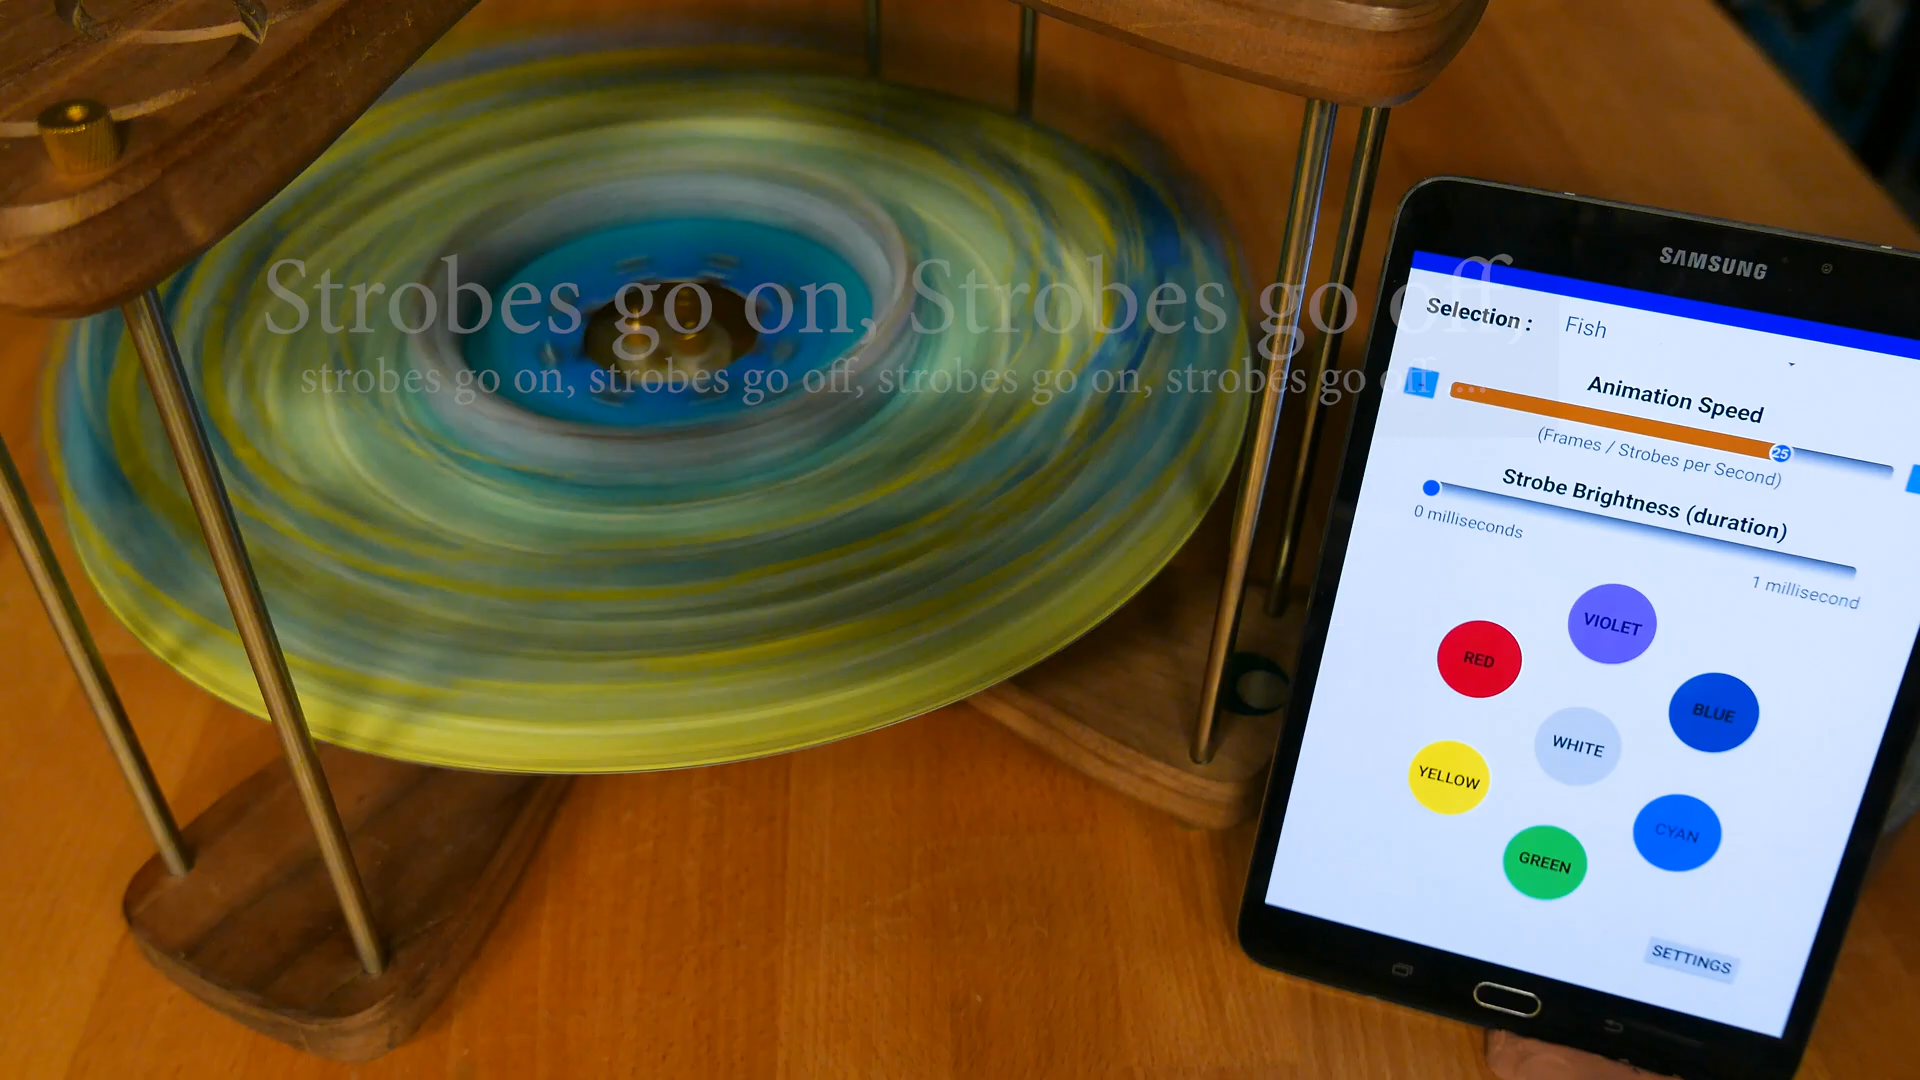 Strobes go on, Strobes go off,
strobes go on, strobes go off, strobes go on, strobes go off
SAMSUNG
Selection : Fish
Animation Speed
25
(Frames / Strobes per Second)
Strobe Brightness (duration)
0 milliseconds
1 millisecond
VIOLET
RED
BLUE
WHITE
YELLOW
CYAN
GREEN
SETTINGS